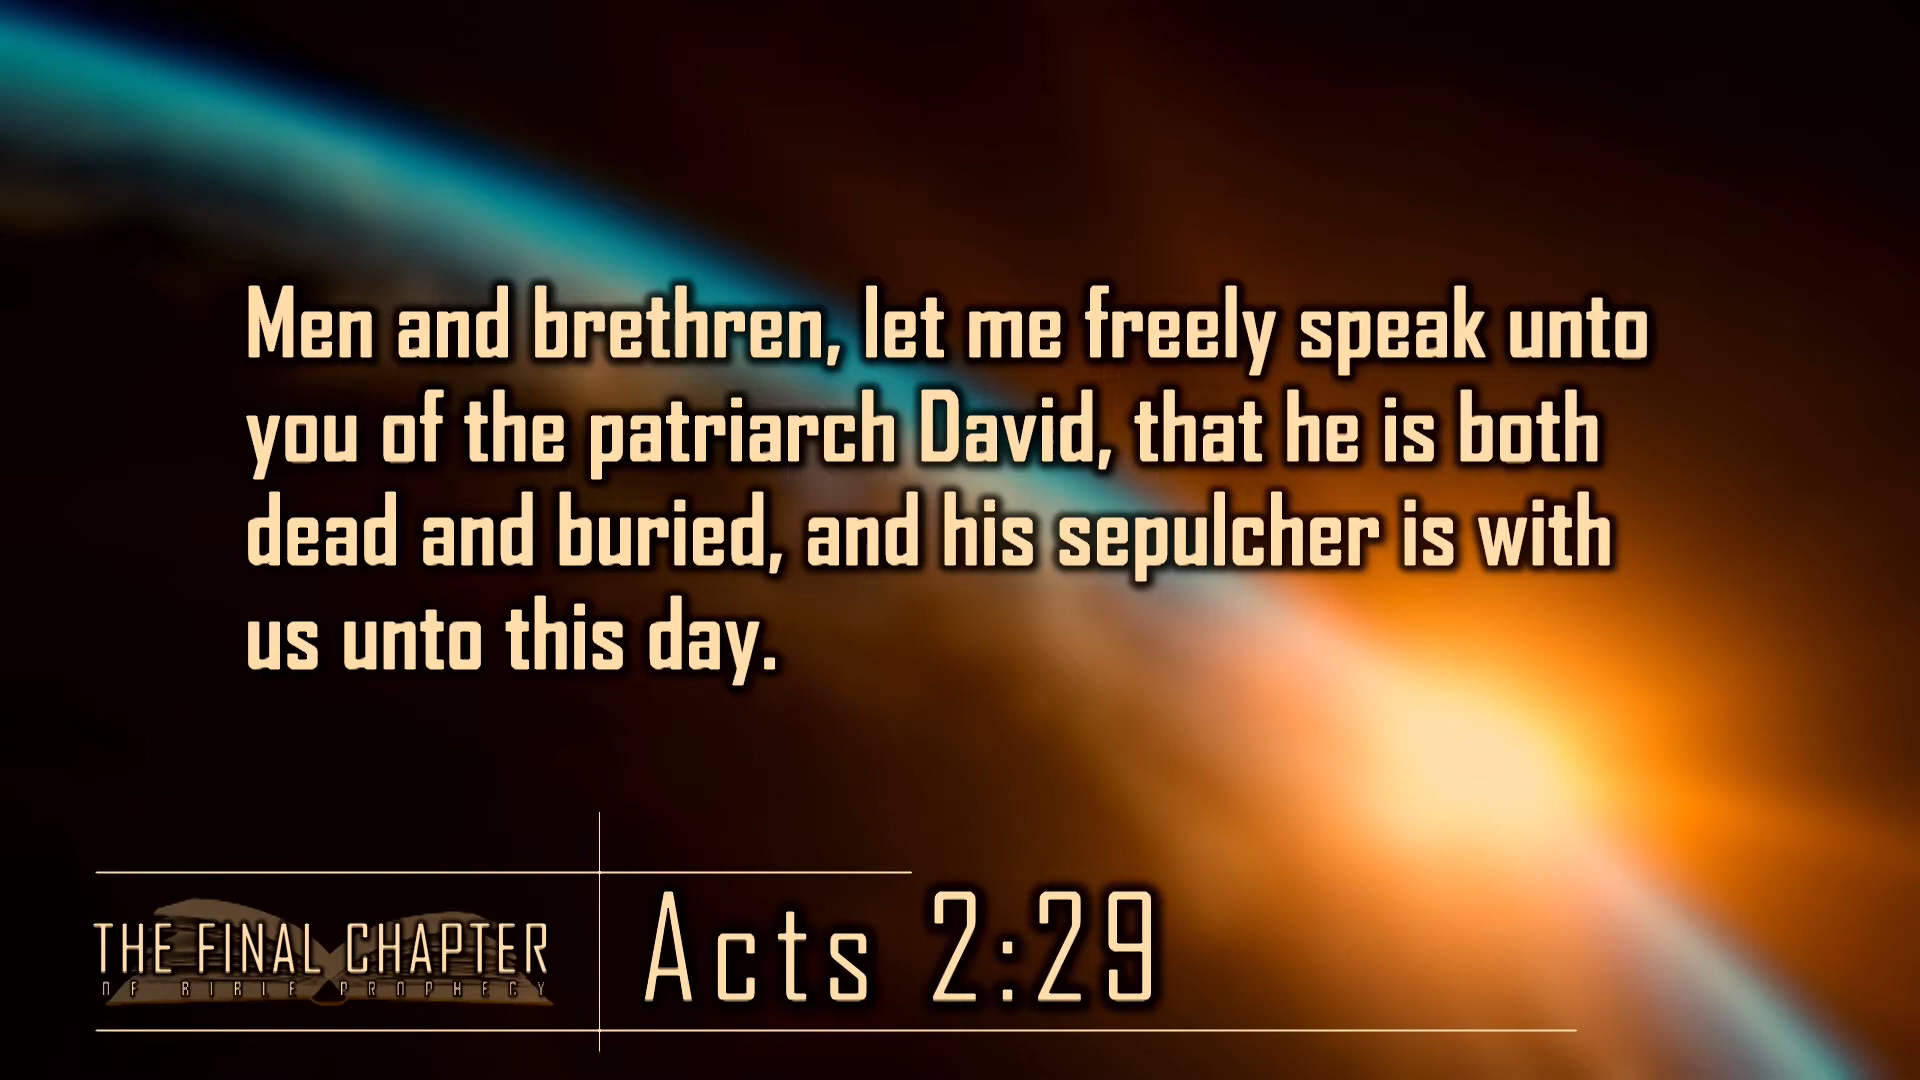 Men and brethren, let me freely speak unto
you of the patriarch David, that he is both
dead and buried, and his sepulcher is with
us unto this day.
THE FINAL CHAPTER
OF BIBLE PROPHECY
Acts 2:29